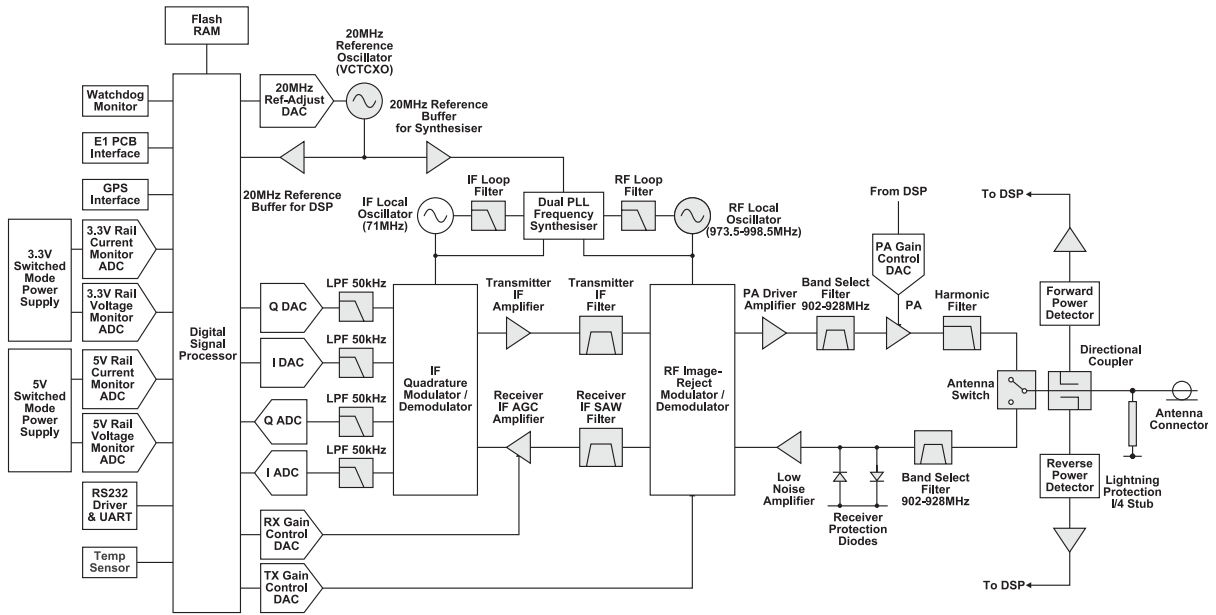 Flash
RAM
20MHz
Reference
Oscillator
(VCTCXO)
20MHz
Ref-Adjust
DAC
20MHz Reference
Buffer
for Synthesiser
Watchdog
Monitor
E1 PCB
Interface
GPS
Interface
20MHz Reference
Buffer for DSP
IF Local
Oscillator
(71MHz)
IF Loop
Filter
Dual PLL
Frequency
Synthesiser
RF Loop
Filter
RF Local
Oscillator
(973.5-998.5MHz)
From DSP
PA Gain
Control
DAC
To DSP
3.3V
Switched
Mode
Power
Supply
3.3V Rail
Current
Monitor
ADC
3.3V Rail
Voltage
Monitor
ADC
5V
Switched
Mode
Power
Supply
5V Rail
Current
Monitor
ADC
5V Rail
Voltage
Monitor
ADC
RS232
Driver
& UART
Temp
Sensor
Digital
Signal
Processor
Q DAC
LPF 50kHz
I DAC
LPF 50kHz
Q ADC
LPF 50kHz
I ADC
LPF 50kHz
RX Gain
Control
DAC
TX Gain
Control
DAC
IF
Quadrature
Modulator /
Demodulator
Transmitter
IF
Amplifier
Transmitter
IF
Filter
Receiver
IF AGC
Amplifier
Receiver
IF SAW
Filter
RF Image-
Reject
Modulator /
Demodulator
PA Driver
Amplifier
Band Select
Filter
902-928MHz
PA
Harmonic
Filter
Forward
Power
Detector
Directional
Coupler
Antenna
Switch
Antenna
Connector
Low
Noise
Amplifier
Receiver
Protection
Diodes
Band Select
Filter
902-928MHz
Reverse
Power
Detector
Lightning
Protection
l/4 Stub
To DSP